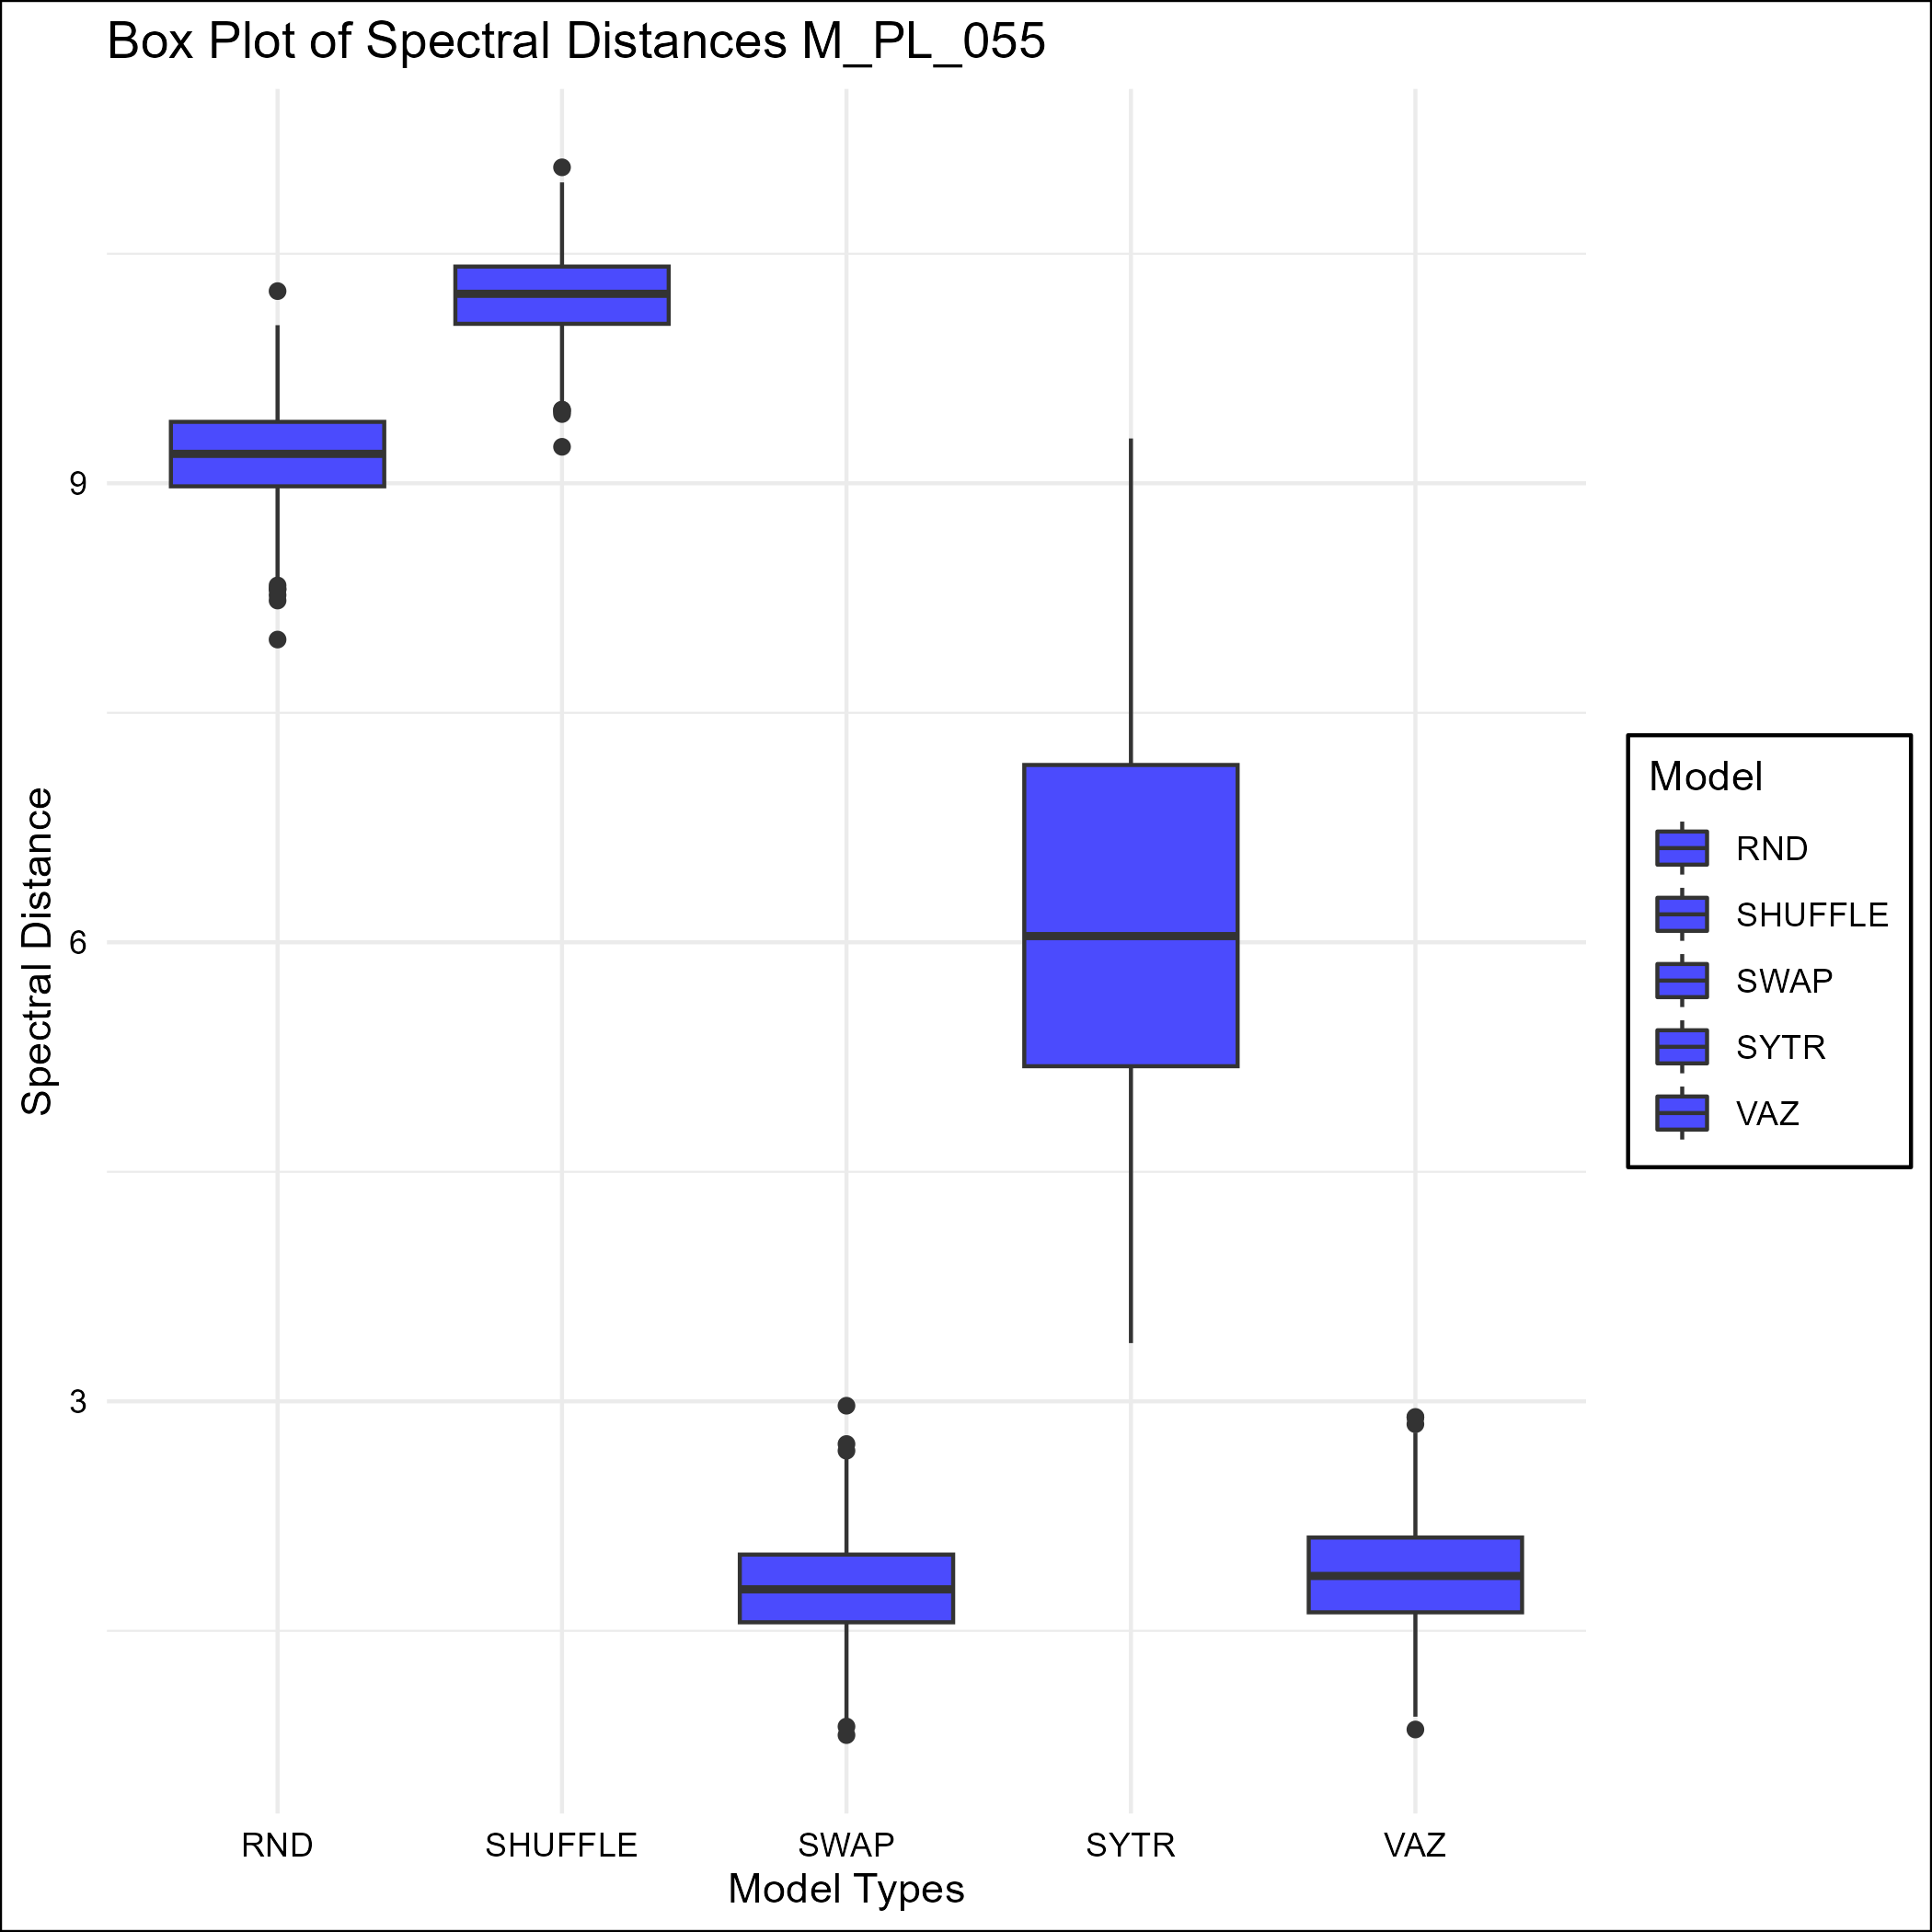 Box Plot of Spectral Distances M_PL_055
Spectral Distance
9
6
3
RND
SHUFFLE
SWAP
SYTR
VAZ
Model Types
Model
RND
SHUFFLE
SWAP
SYTR
VAZ